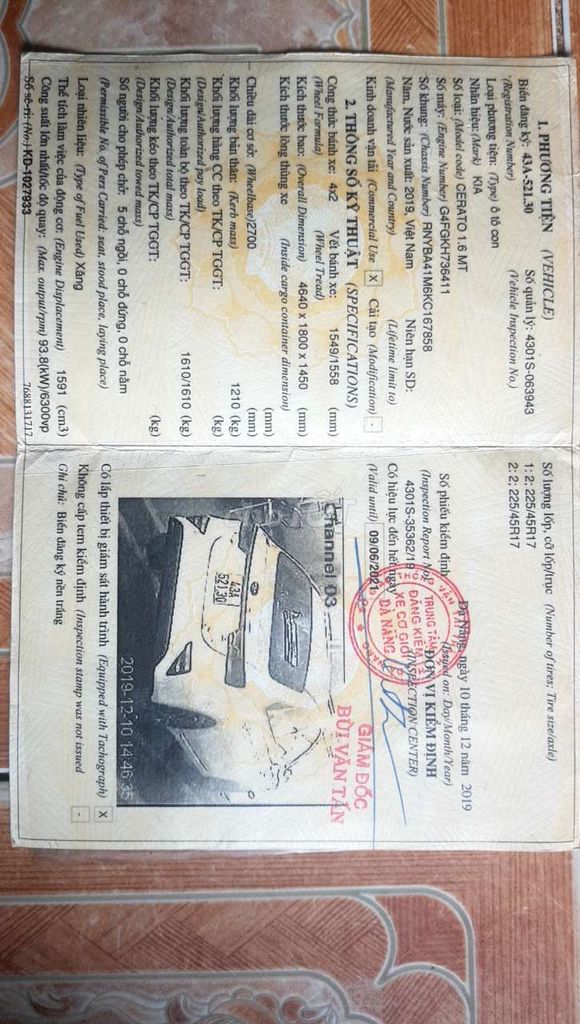 1. PHƯƠNG TIỆN (VEHICLE)
Biển đăng ký: 43A-521.30 Số quản lý: 4301S-063943
(Registration Number) (Vehicle Inspection No.)
Loại phương tiện: (Type) ô tô con
Nhãn hiệu: (Mark) KIA
Số loại: (Model code) CERATO 1.6 MT
Số máy: (Engine Number) G4FGKH736411
Số khung: (Chassis Number) RNYBA41M6KC167858
Năm, Nước sản xuất: 2019, Việt Nam Niên hạn SD:
(Manufactured Year and Country) (Lifetime limit to)
Kinh doanh vận tải (Commercial Use) X Cải tạo (Modification) -
2. THÔNG SỐ KỸ THUẬT (SPECIFICATIONS)
Công thức bánh xe: 4x2 Vết bánh xe: 1549/1558 (mm)
(Wheel Formula) (Wheel Tread)
Kích thước bao: (Overall Dimension) 4640 x 1800 x 1450 (mm)
Kích thước lòng thùng xe (Inside cargo container dimension)
(mm)
Chiều dài cơ sở: (Wheelbase) 2700 (mm)
Khối lượng bản thân: (Kerb mass) 1210 (kg)
Khối lượng hàng CC theo TK/CP TGGT: (kg)
(Design/Authorized pay load)
Khối lượng toàn bộ theo TK/CP TGGT: 1610/1610 (kg)
(Design/Authorized total mass)
Khối lượng kéo theo TK/CP TGGT: (kg)
(Design/Authorized towed mass)
Số người cho phép chở: 5 chỗ ngồi, 0 chỗ đứng, 0 chỗ nằm
(Permissible No. of Pers Carried: seat, stood place, laying place)
Loại nhiên liệu: (Type of Fuel Used) Xăng
Thể tích làm việc của động cơ: (Engine Displacement) 1591 (cm3)
Công suất lớn nhất/tốc độ quay: (Max. output/rpm) 93.8(kW)/6300vp
Số sê-ri: (No.) KD-1027933 7688131717
Số lượng lốp, cỡ lốp/trục (Number of tires; Tire size/axle)
1: 2; 225/45R17
2: 2; 225/45R17
Đà Nẵng, ngày 10 tháng 12 năm 2019
(Issued on: Day/Month/Year)
Số phiếu kiểm định ĐƠN VỊ KIỂM ĐỊNH
(Inspection Report No) (INSPECTION CENTER)
4301S-35362/19
Có hiệu lực đến hết ngày
(Valid until) 09/06/2021
TRUNG TÂM
ĐĂNG KIỂM
XE CƠ GIỚI
ĐÀ NẴNG
GIÁM ĐỐC
BÙI VĂN TẤN
Channel 03
43A
521.30
2019-12-10 14:46:35
Có lắp thiết bị giám sát hành trình (Equipped with Tachograph) X
Không cấp tem kiểm định (Inspection stamp was not issued -
Ghi chú: Biển đăng ký nền trắng